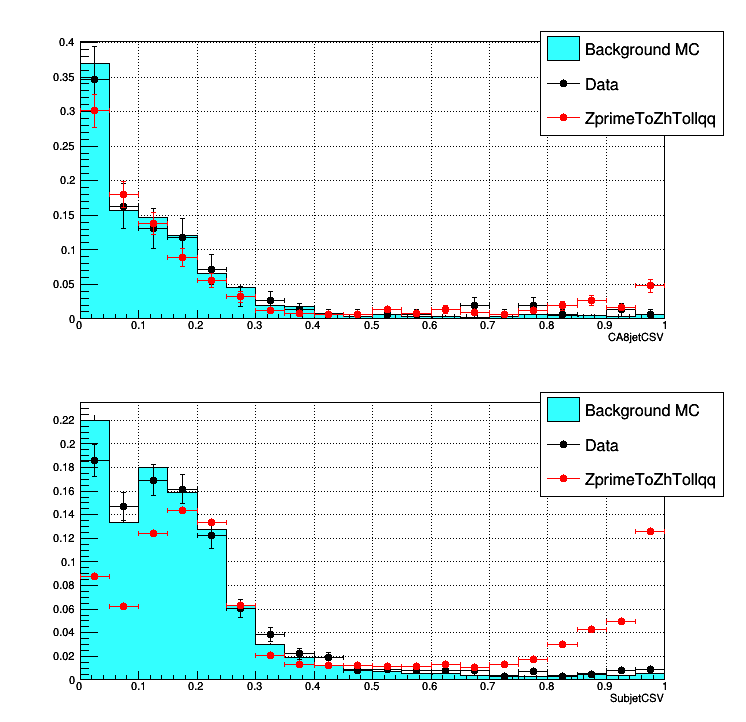 0.4
0.35
0.3
0.25
0.2
0.15
0.1
0.05
0
0 0.1 0.2 0.3 0.4 0.5 0.6 0.7 0.8 0.9 1
CA8jetCSV
Background MC
Data
ZprimeToZhTollqq
0.22
0.2
0.18
0.16
0.14
0.12
0.1
0.08
0.06
0.04
0.02
0
0 0.1 0.2 0.3 0.4 0.5 0.6 0.7 0.8 0.9 1
SubjetCSV
Background MC
Data
ZprimeToZhTollqq